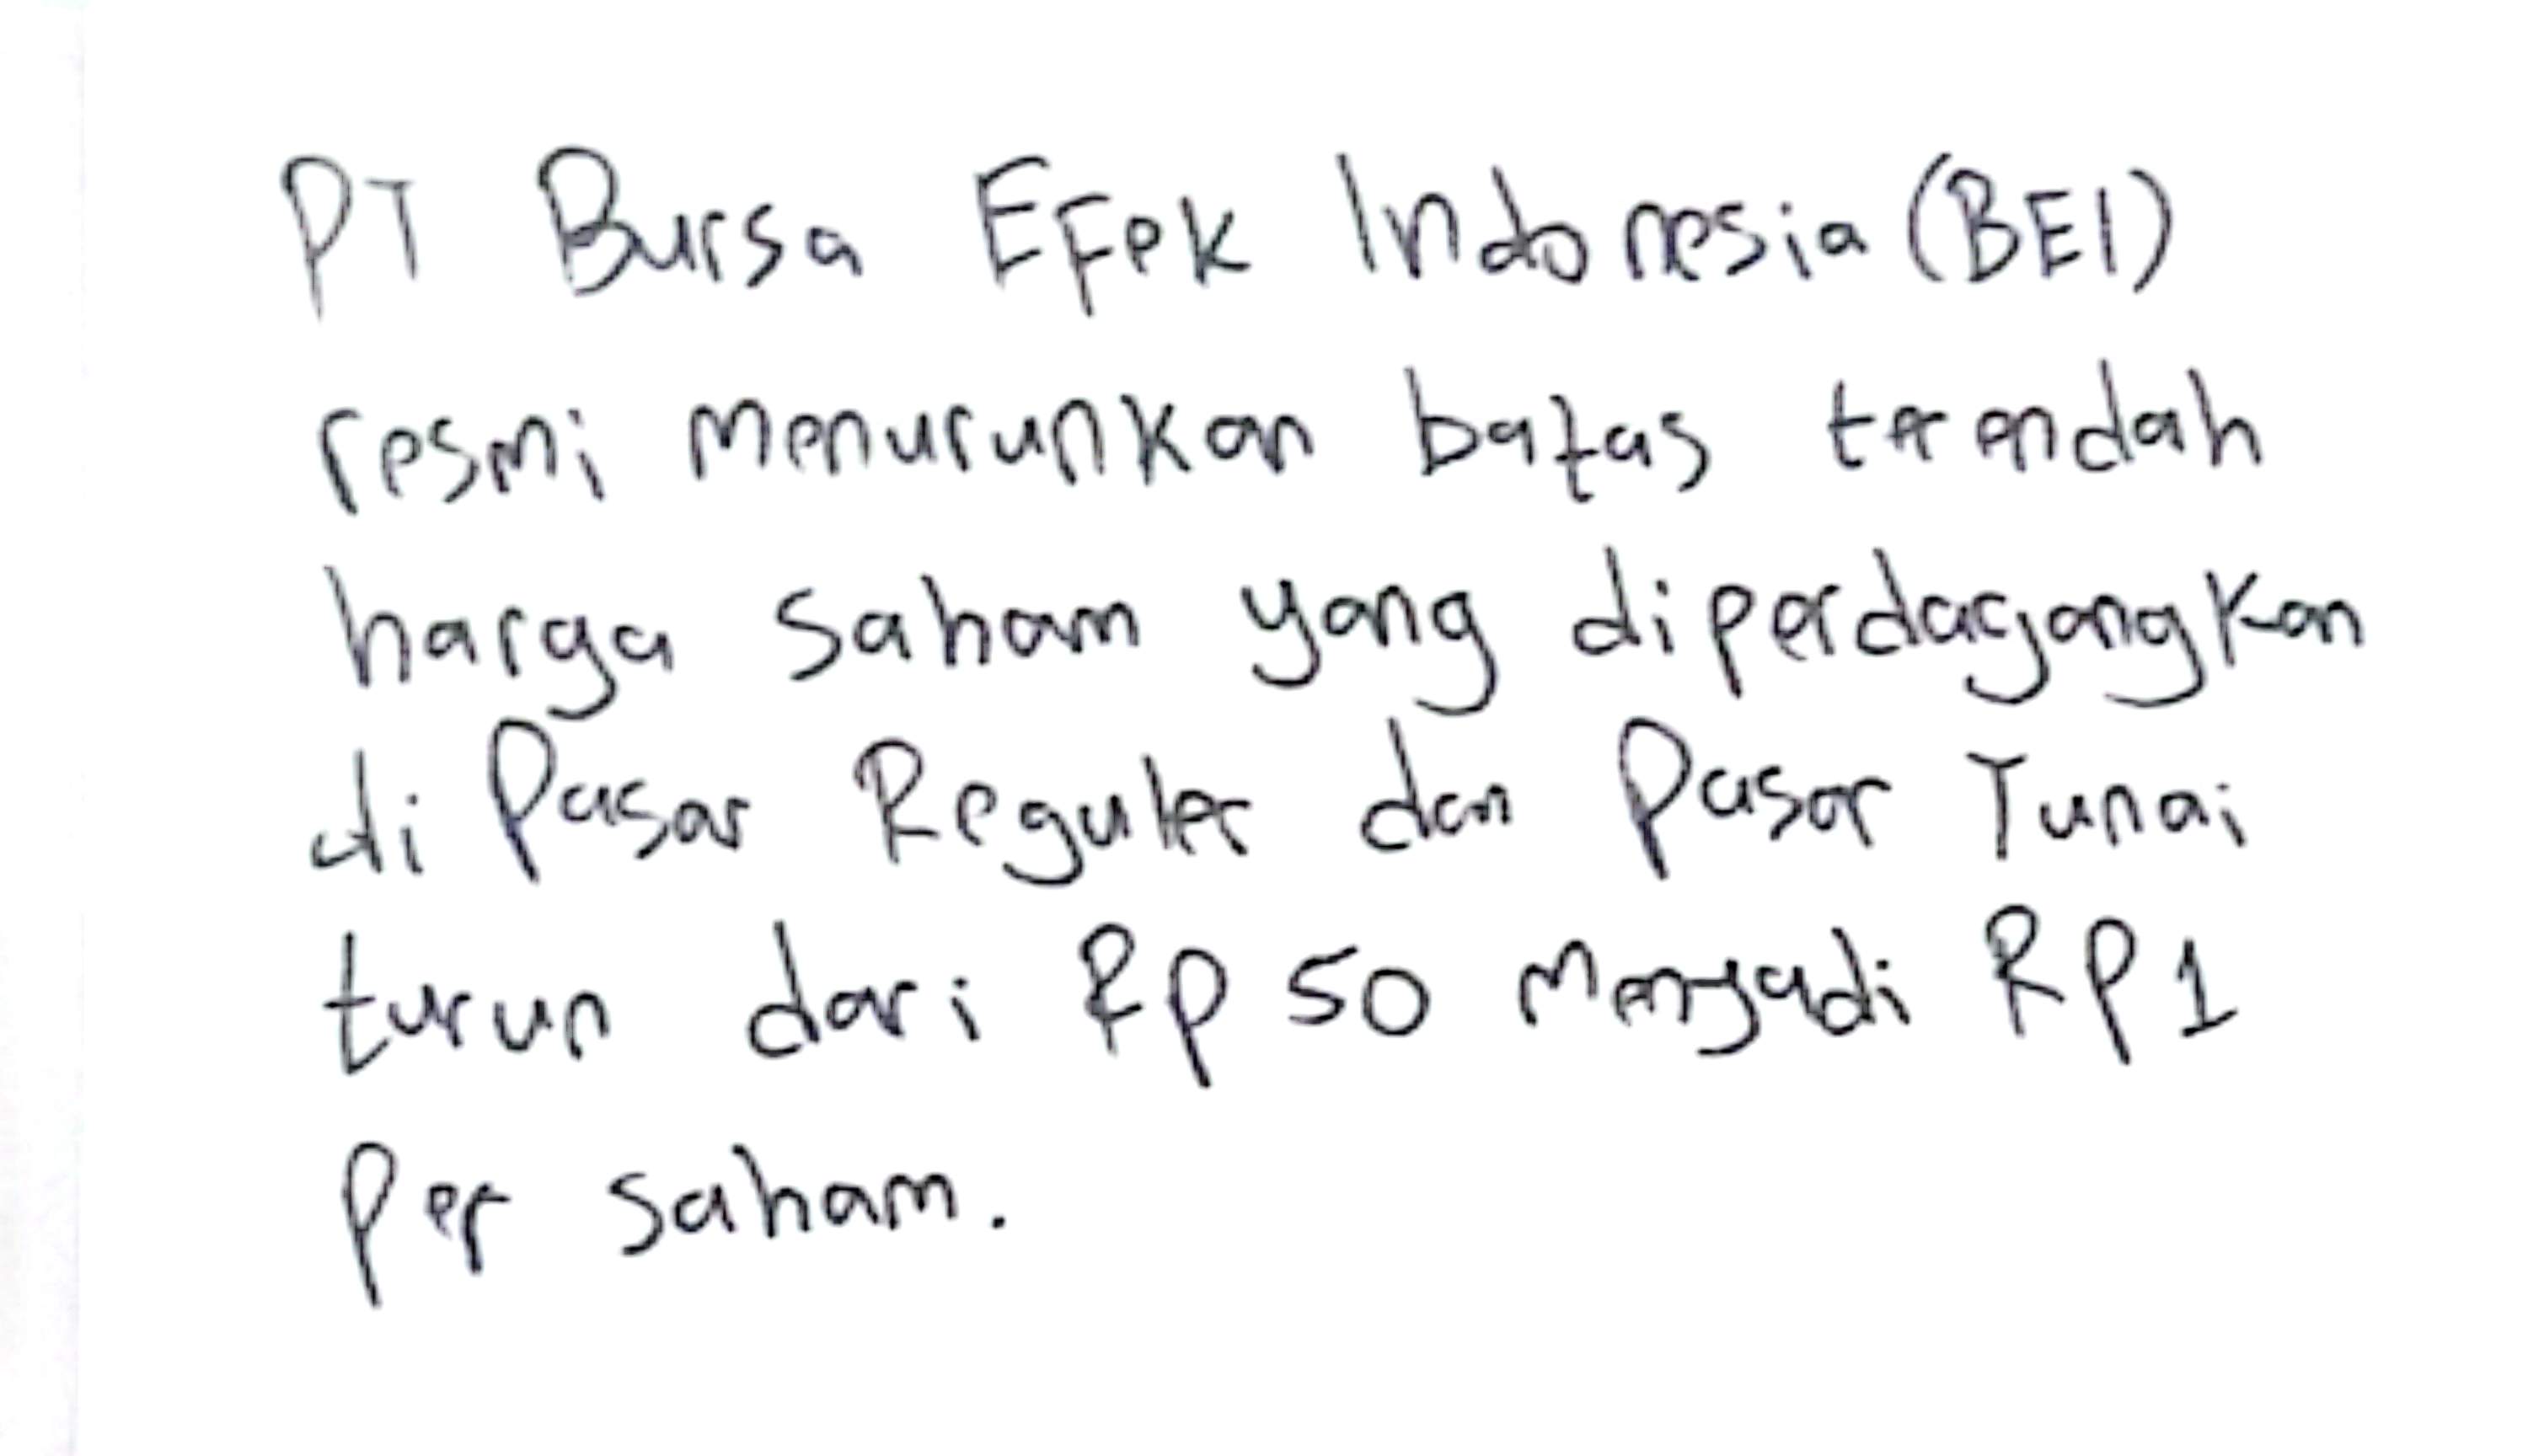 PT Bursa Efek Indonesia (BEI)
resmi menurunkan batas terendah
harga saham yang diperdagangkan
di Pasar Reguler dan Pasar Tunai
turun dari Rp 50 menjadi Rp 1
Per saham.